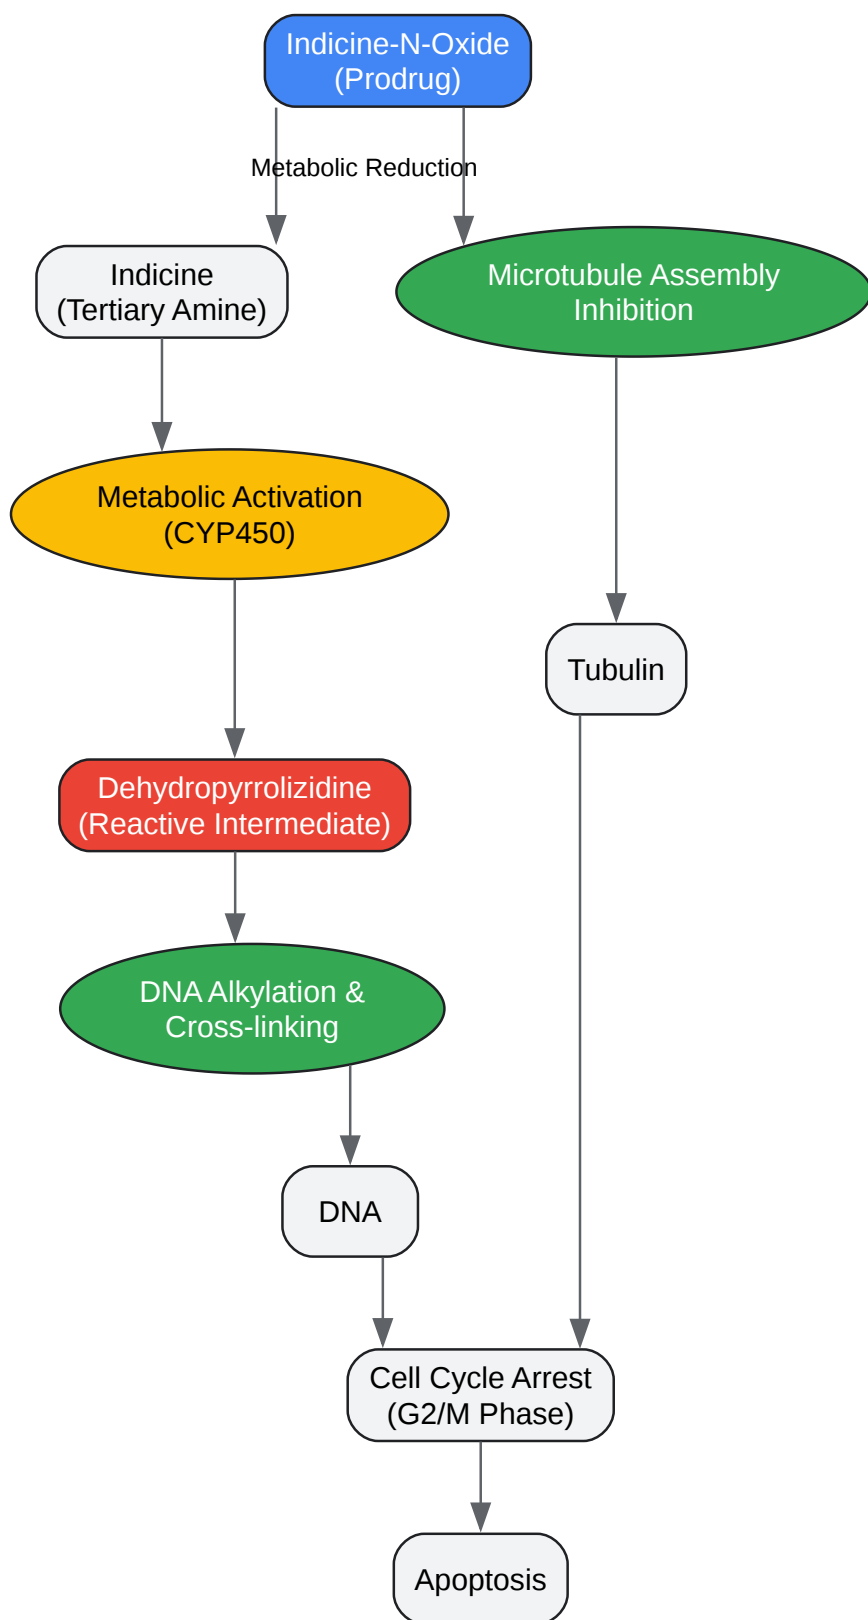 Indicine-N-Oxide
(Prodrug)
Metabolic Reduction
Indicine
(Tertiary Amine)
Microtubule Assembly
Inhibition
Metabolic Activation
(CYP450)
Tubulin
Dehydropyrrolizidine
(Reactive Intermediate)
DNA Alkylation &
Cross-linking
DNA
Cell Cycle Arrest
(G2/M Phase)
Apoptosis